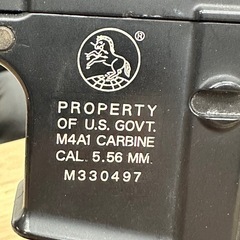 ®
PROPERTY
OF U.S. GOVT.
M4A1 CARBINE
CAL. 5.56 MM.
M330497